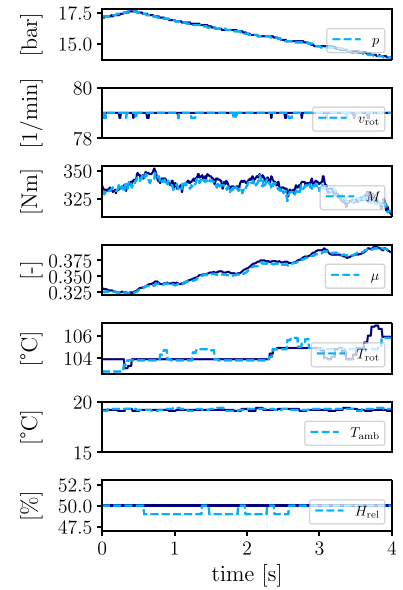 [bar]
17.5
15.0
p
[1/min]
80
78
v_rot
[Nm]
350
325
M
[-]
0.375
0.350
0.325
μ
[°C]
106
104
T_rot
[°C]
20
15
T_amb
[%]
52.5
50.0
47.5
H_rel
0 1 2 3 4
time [s]